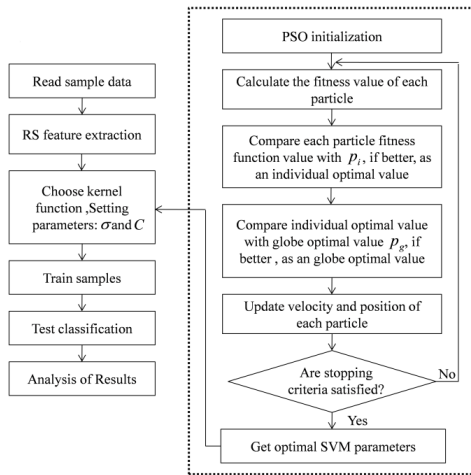 Read sample data
RS feature extraction
Choose kernel
function ,Setting
parameters: σ and C
Train samples
Test classification
Analysis of Results
PSO initialization
Calculate the fitness value of each
particle
Compare each particle fitness
function value with p_i, if better, as
an individual optimal value
Compare individual optimal value
with globe optimal value p_g, if
better , as an globe optimal value
Update velocity and position of
each particle
Are stopping
criteria satisfied?
No
Yes
Get optimal SVM parameters